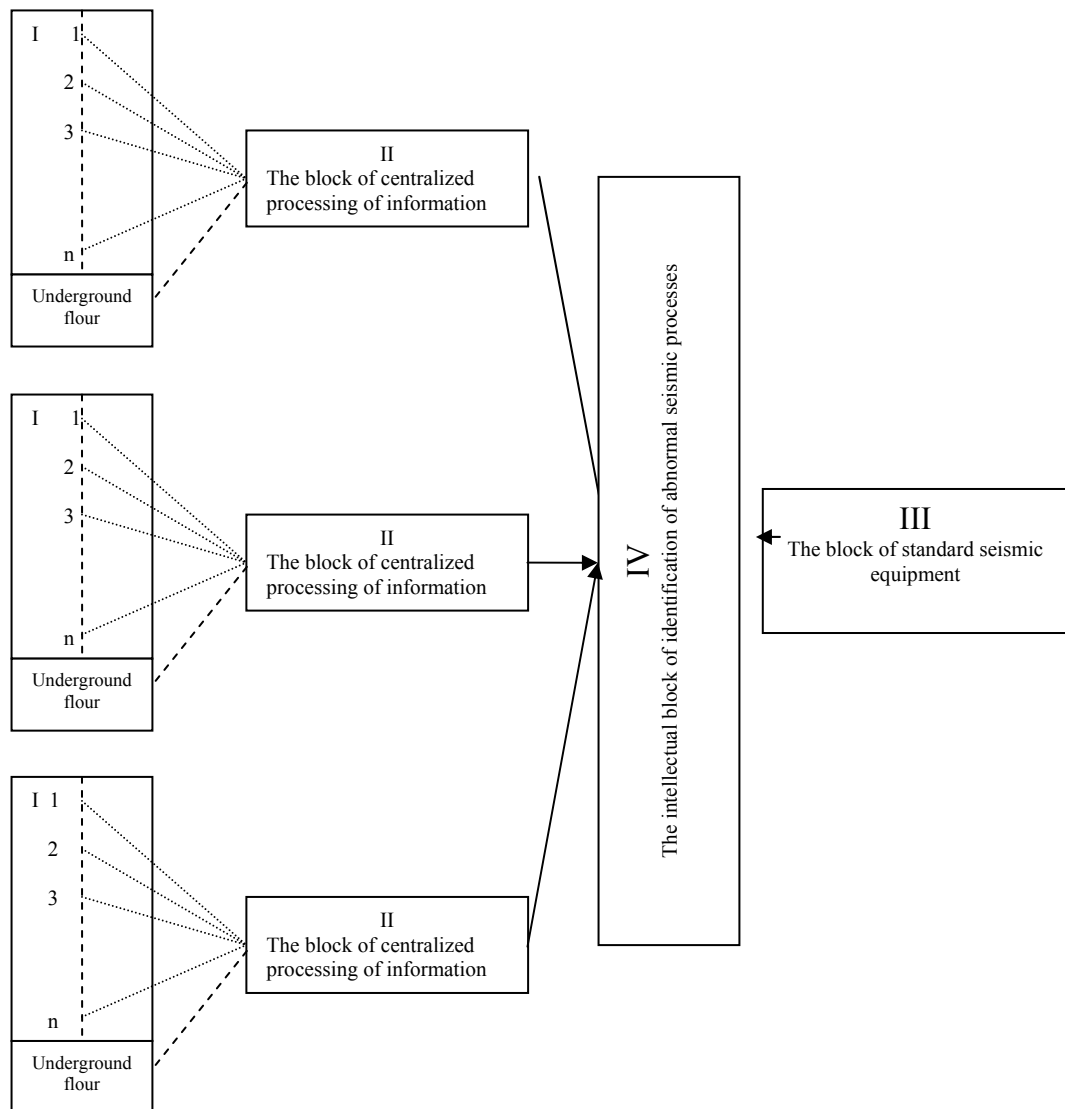 I 1
2
3
n
Underground
flour
II
The block of centralized
processing of information
I 1
2
3
n
Underground
flour
II
The block of centralized
processing of information
I 1
2
3
n
Underground
flour
II
The block of centralized
processing of information
IV
The intellectual block of identification of abnormal seismic processes
III
The block of standard seismic
equipment